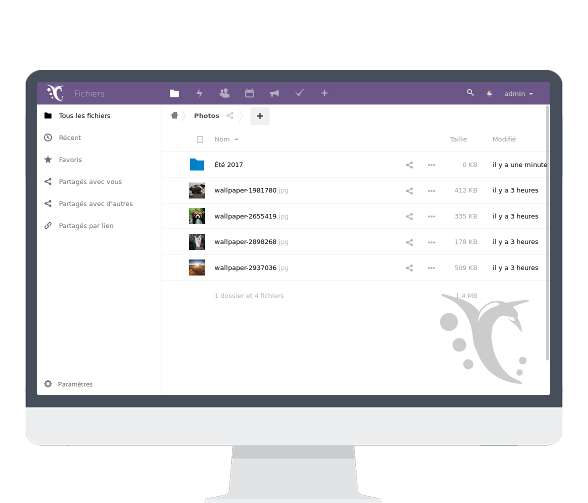 Fichiers
admin
Tous les fichiers
Récent
Favoris
Partagés avec vous
Partagés avec d'autres
Partagés par lien
Paramètres
Photos
Nom Taille Modifié
Été 2017 0 KB il y a une minute
wallpaper-1981780.jpg 412 KB il y a 3 heures
wallpaper-2655419.jpg 335 KB il y a 3 heures
wallpaper-2898268.jpg 178 KB il y a 3 heures
wallpaper-2937036.jpg 509 KB il y a 3 heures
1 dossier et 4 fichiers 1.4 MB